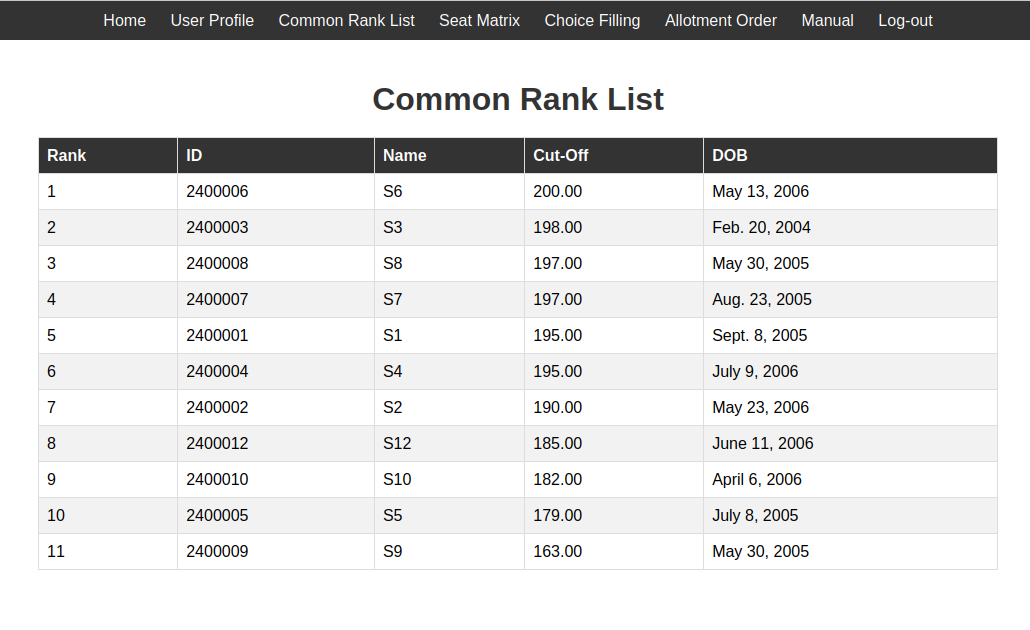 Home User Profile Common Rank List Seat Matrix Choice Filling Allotment Order Manual Log-out
Common Rank List
Rank ID Name Cut-Off DOB
1 2400006 S6 200.00 May 13, 2006
2 2400003 S3 198.00 Feb. 20, 2004
3 2400008 S8 197.00 May 30, 2005
4 2400007 S7 197.00 Aug. 23, 2005
5 2400001 S1 195.00 Sept. 8, 2005
6 2400004 S4 195.00 July 9, 2006
7 2400002 S2 190.00 May 23, 2006
8 2400012 S12 185.00 June 11, 2006
9 2400010 S10 182.00 April 6, 2006
10 2400005 S5 179.00 July 8, 2005
11 2400009 S9 163.00 May 30, 2005